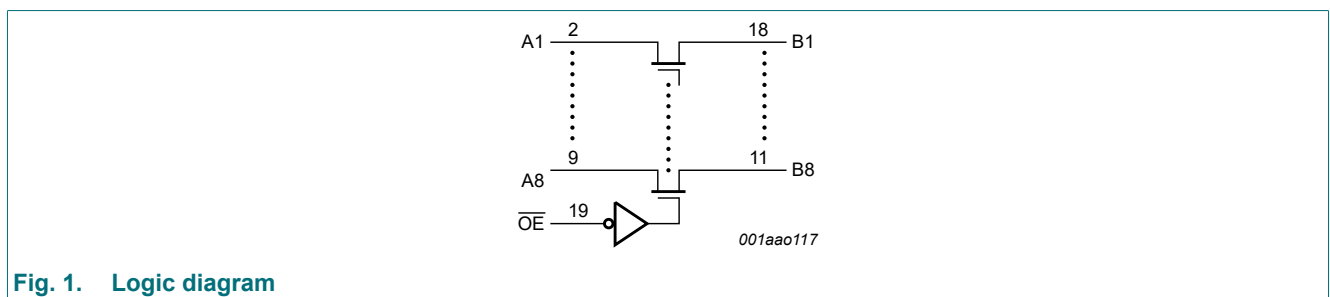 A1 2 18 B1
A8 9 11 B8
OE 19
001aao117
Fig. 1. Logic diagram